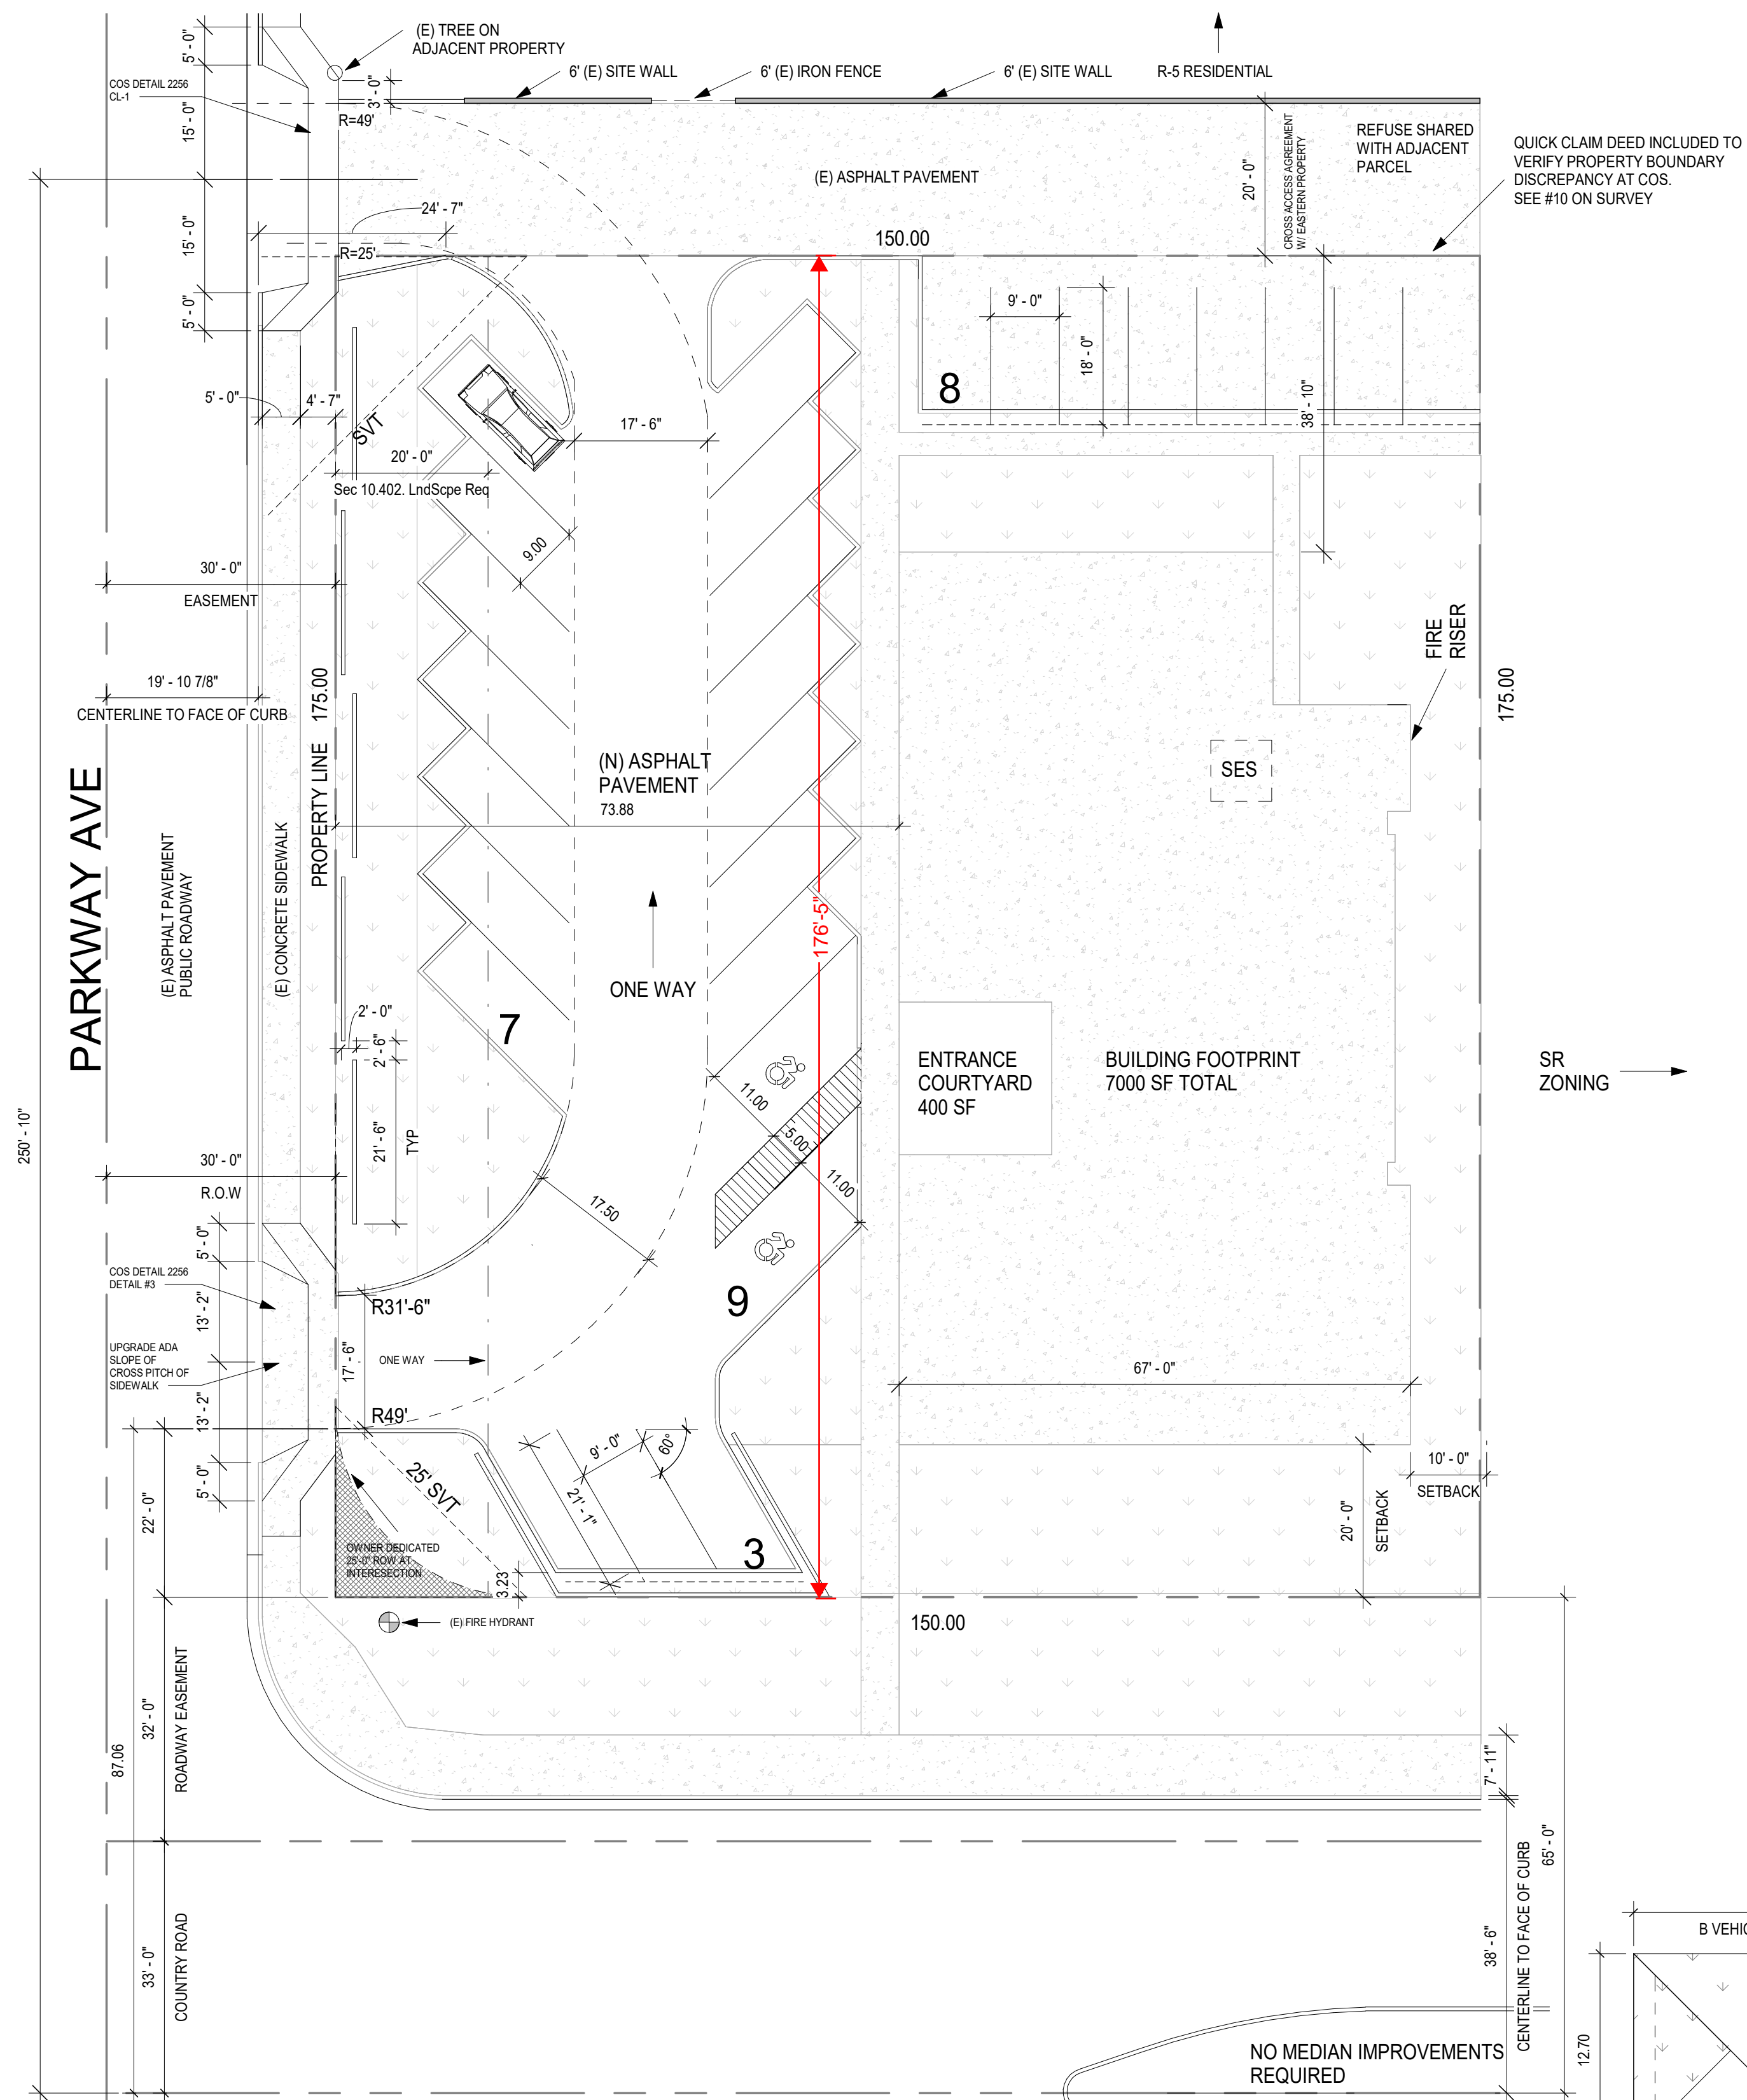 (E) TREE ON
ADJACENT PROPERTY
6' (E) SITE WALL
6' (E) IRON FENCE
6' (E) SITE WALL
R-5 RESIDENTIAL
5' - 0"
COS DETAIL 2256
CL-1
3' - 0"
R=49'
15' - 0"
CROSS ACCESS AGREEMENT
W/ EASTERN PROPERTY
20' - 0"
REFUSE SHARED
WITH ADJACENT
PARCEL
QUICK CLAIM DEED INCLUDED TO
VERIFY PROPERTY BOUNDARY
DISCREPANCY AT COS.
SEE #10 ON SURVEY
(E) ASPHALT PAVEMENT
24' - 7"
15' - 0"
R=25'
150.00
5' - 0"
9' - 0"
18' - 0"
8
38' - 10"
5' - 0"
4' - 7"
SVT
17' - 6"
20' - 0"
Sec 10.402. LndScpe Req
9.00
30' - 0"
EASEMENT
FIRE
RISER
19' - 10 7/8"
CENTERLINE TO FACE OF CURB
PROPERTY LINE 175.00
175.00
(N) ASPHALT
PAVEMENT
73.88
SES
PARKWAY AVE
(E) ASPHALT PAVEMENT
PUBLIC ROADWAY
(E) CONCRETE SIDEWALK
176'-5"
ONE WAY
7
2' - 0"
2' - 6"
250' - 10"
21' - 6"
TYP
11.00
5.00
11.00
ENTRANCE
COURTYARD
400 SF
BUILDING FOOTPRINT
7000 SF TOTAL
SR
ZONING
30' - 0"
R.O.W
17.50
5' - 0"
COS DETAIL 2256
DETAIL #3
13' - 2"
R31'-6"
9
UPGRADE ADA
SLOPE OF
CROSS PITCH OF
SIDEWALK
17' - 6"
ONE WAY
67' - 0"
13' - 2"
R49'
9' - 0"
60°
5' - 0"
25' SVT
21' - 1"
10' - 0"
SETBACK
22' - 0"
20' - 0"
SETBACK
OWNER DEDICATED
25'-0" ROW AT
INTERESECTION
3
3.23
(E) FIRE HYDRANT
150.00
87.06
32' - 0"
ROADWAY EASEMENT
7' - 11"
65' - 0"
33' - 0"
COUNTRY ROAD
38' - 6"
CENTERLINE TO FACE OF CURB
B VEHIC
12.70
NO MEDIAN IMPROVEMENTS
REQUIRED